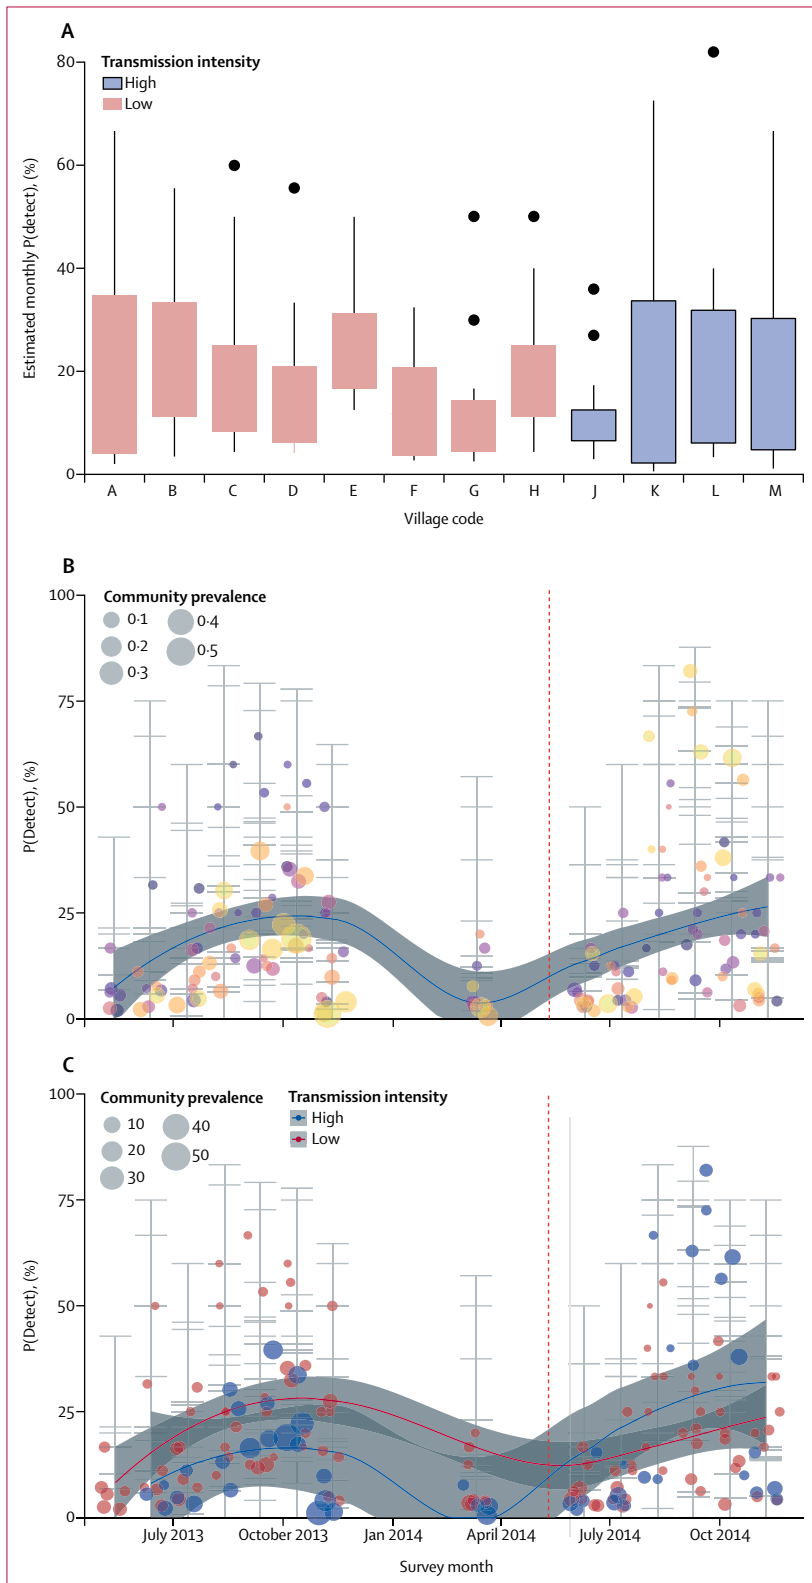 A
Transmission intensity
High
Low
80
60
40
20
0
Estimated monthly P(detect), (%)
A B C D E F G H J K L M
Village code
B
Community prevalence
0·1 0·4
0·2 0·5
0·3
100
75
50
25
0
P(Detect), (%)
C
Community prevalence Transmission intensity
10 40 High
20 50 Low
30
100
75
50
25
0
P(Detect), (%)
July 2013 October 2013 Jan 2014 April 2014 July 2014 Oct 2014
Survey month